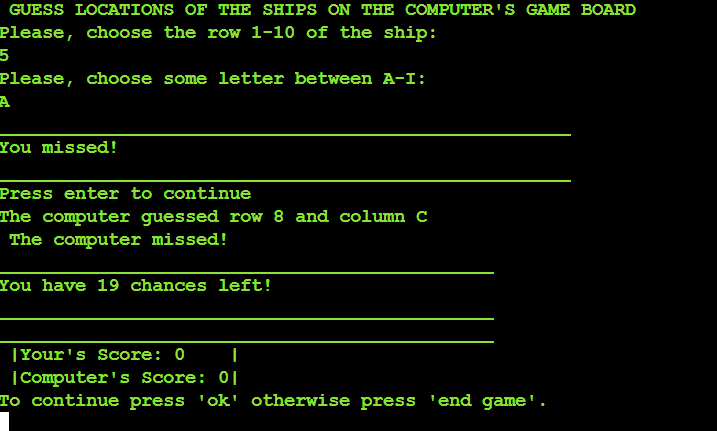 GUESS LOCATIONS OF THE SHIPS ON THE COMPUTER'S GAME BOARD
Please, choose the row 1-10 of the ship:
5
Please, choose some letter between A-I:
A
You missed!
Press enter to continue
The computer guessed row 8 and column C
The computer missed!
You have 19 chances left!
|Your's Score: 0    |
|Computer's Score: 0|
To continue press 'ok' otherwise press 'end game'.